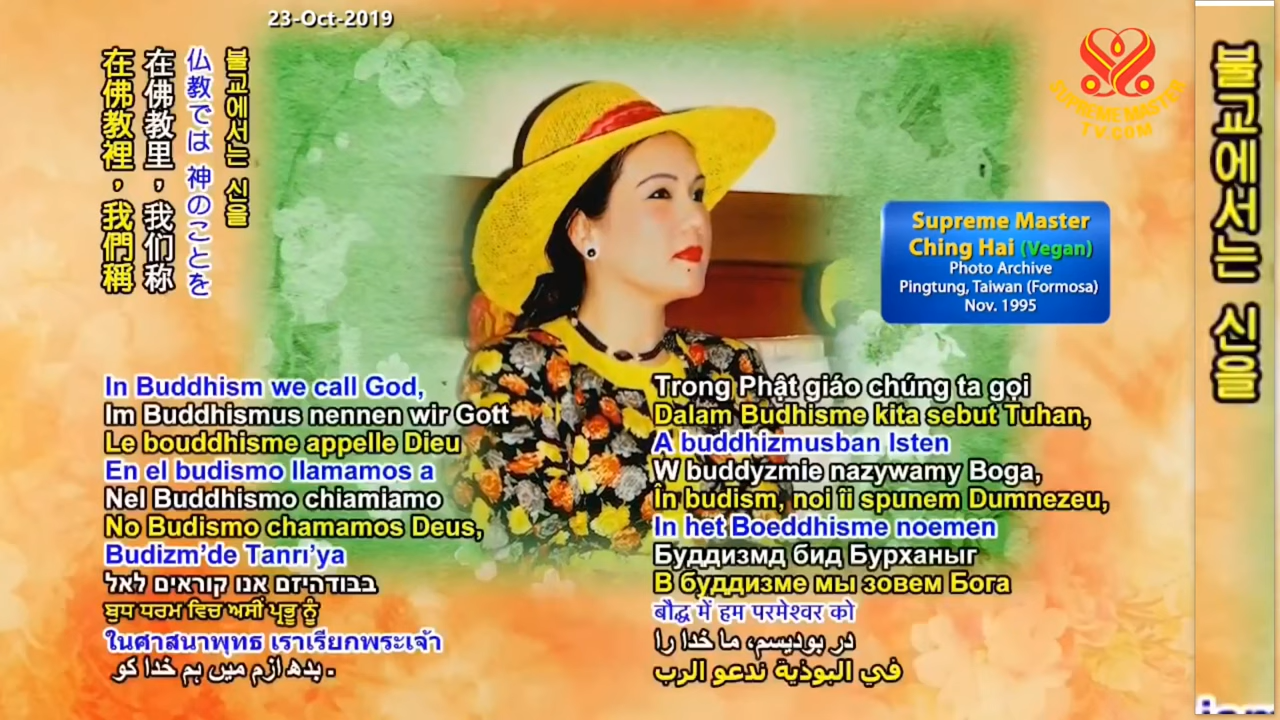 23-Oct-2019
불교에서는 신을
仏教では 神のことを
在佛教里，我们称
在佛教裡，我們稱
SUPREME MASTER
TV.COM
Supreme Master
Ching Hai (Vegan)
Photo Archive
Pingtung, Taiwan (Formosa)
Nov. 1995
In Buddhism we call God,
Im Buddhismus nennen wir Gott
Le bouddhisme appelle Dieu
En el budismo llamamos a
Nel Buddhismo chiamiamo
No Budismo chamamos Deus,
Budizm’de Tanrı’ya
בבודהיזם אנו קוראים לאל
ਬੁਧ ਧਰਮ ਵਿਚ ਅਸੀਂ ਪ੍ਰਭੂ ਨੂੰ
ในศาสนาพุทธ เราเรียกพระเจ้า
بدھ ازم میں ہم خدا کو .
Trong Phật giáo chúng ta gọi
Dalam Budhisme kita sebut Tuhan,
A buddhizmusban Isten
W buddyzmie nazywamy Boga,
În budism, noi îi spunem Dumnezeu,
In het Boeddhisme noemen
Буддизмд бид Бурханыг
В буддизме мы зовем Бога
बौद्ध में हम परमेश्वर को
در بودیسم، ما خدا را
في البوذية ندعو الرب
불교에서는 신을